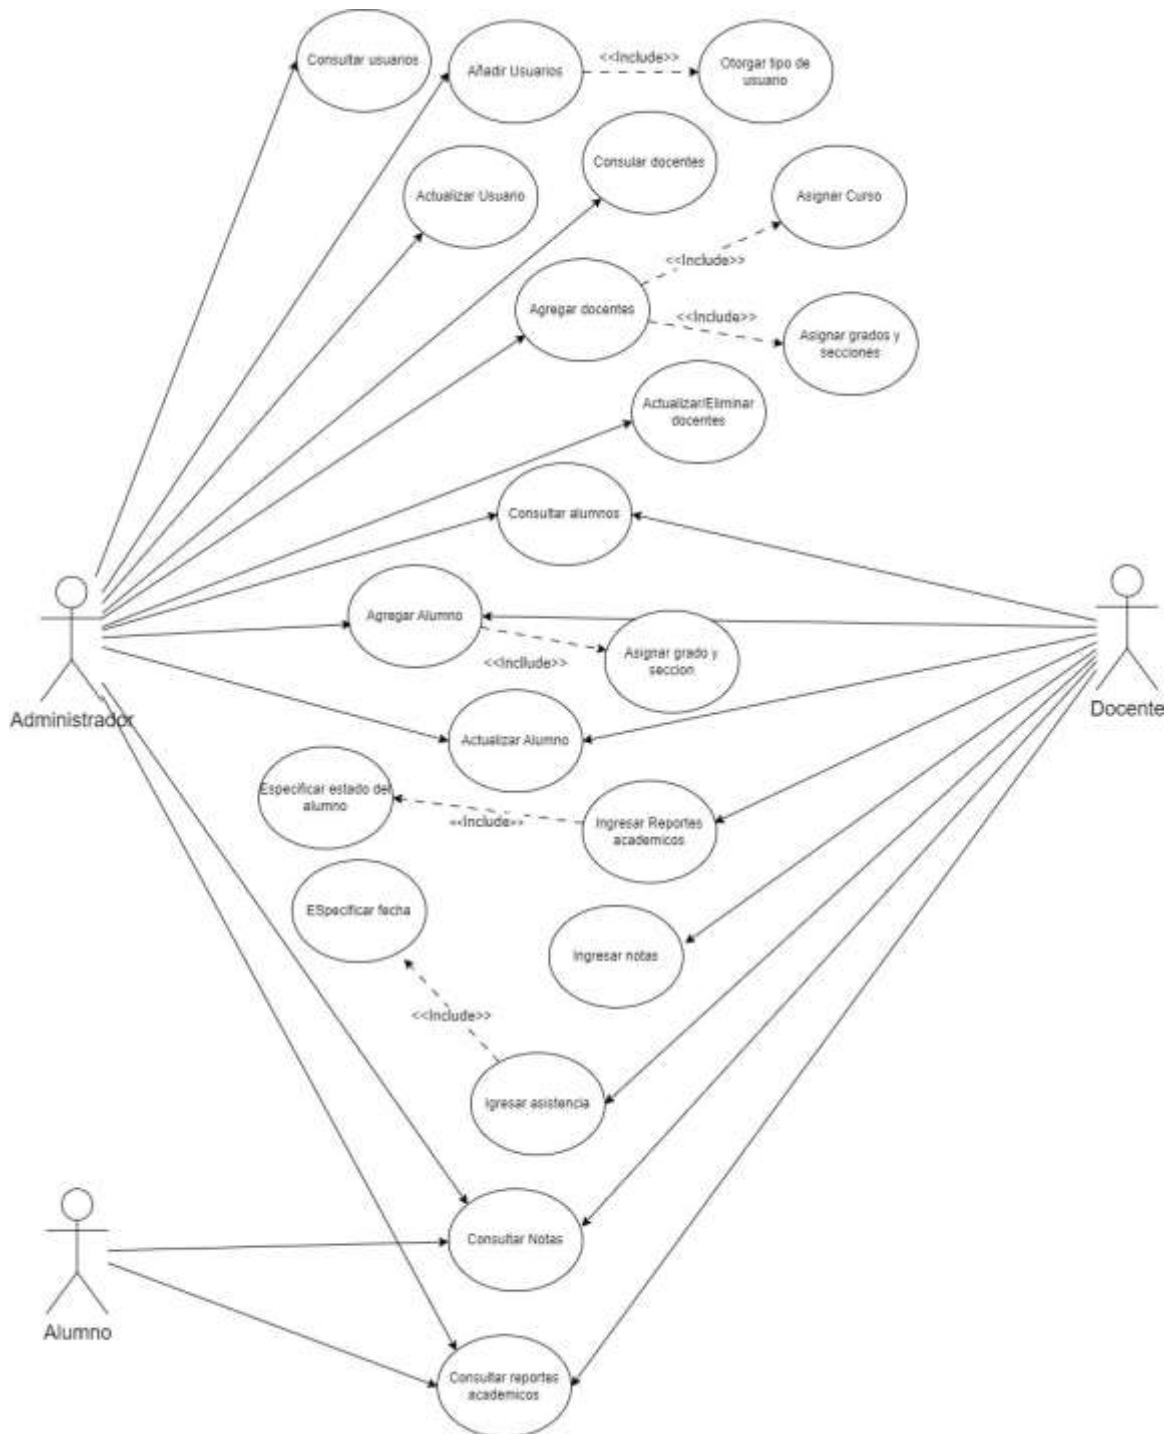 Consultar usuarios
Añadir Usuarios
<<Include>>
Otorgar tipo de
usuario
Consular docentes
Actualizar Usuario
Asignar Curso
<<Include>>
Agregar docentes
<<Include>>
Asignar grados y
secciones
Actualizar/Eliminar
docentes
Consultar alumnos
Agregar Alumno
<<Include>>
Asignar grado y
seccion
Administrador
Docente
Actualizar Alumno
Especificar estado del
alumno
<<Include>>
Ingresar Reportes
academicos
ESpecificar fecha
Ingresar notas
<<Include>>
Igresar asistencia
Consultar Notas
Alumno
Consultar reportes
academicos